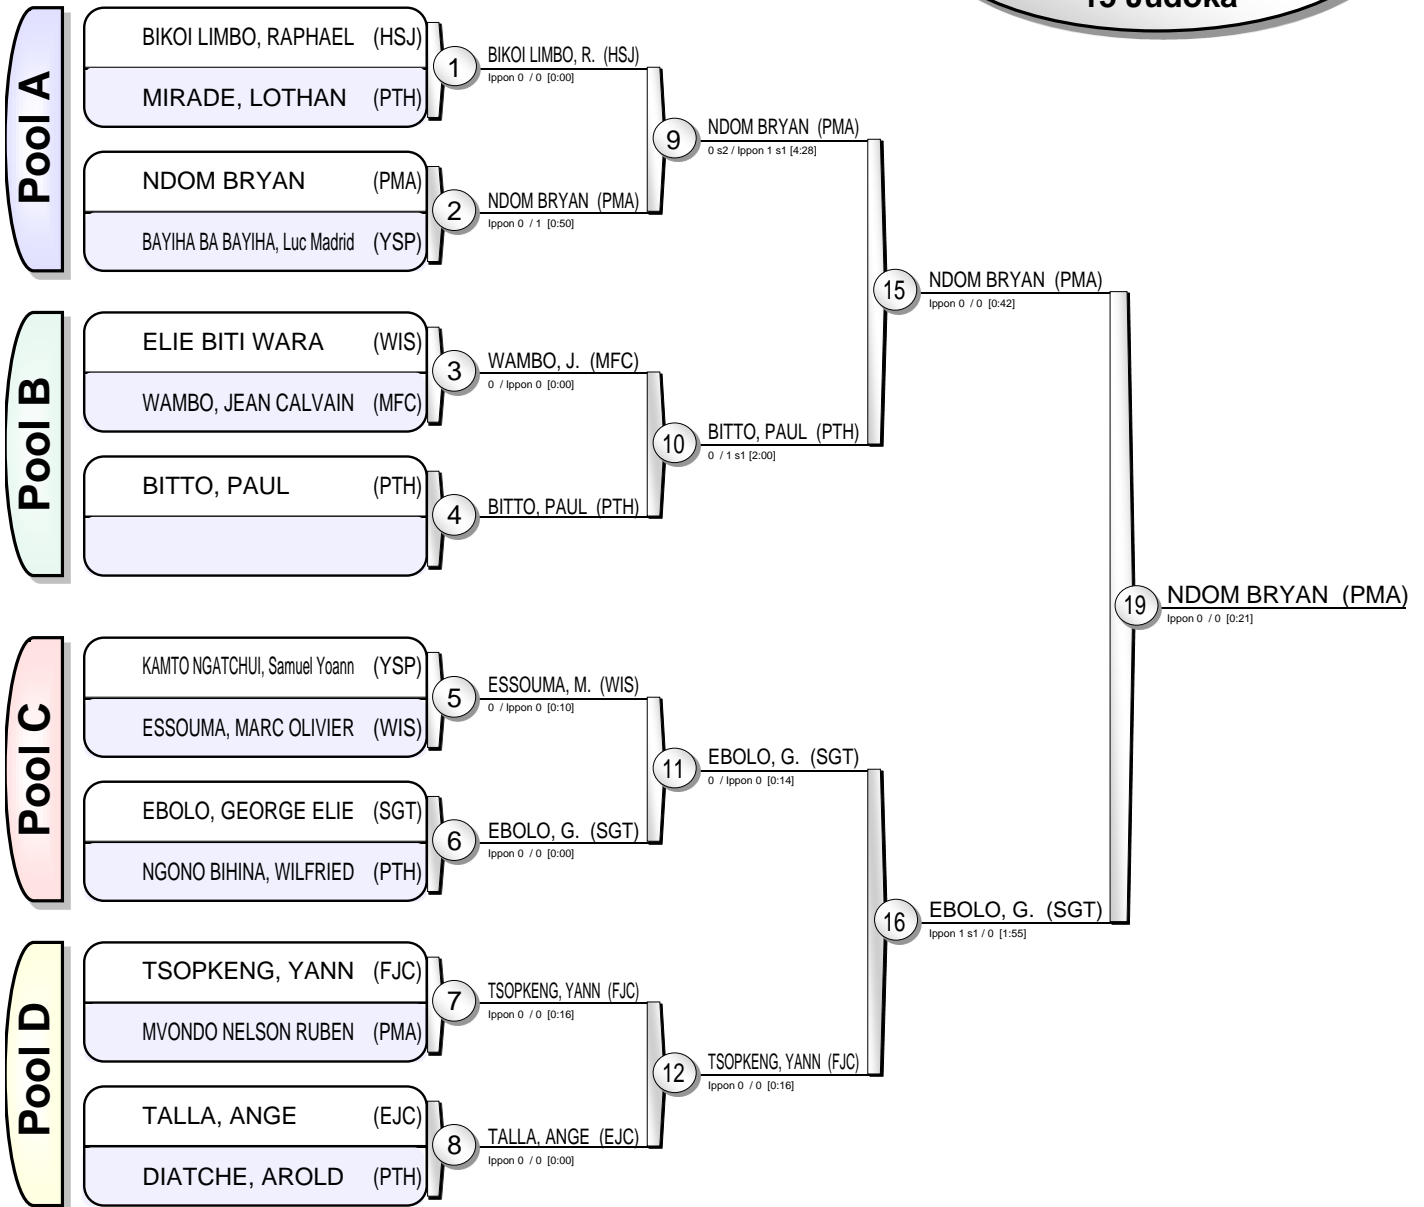 15 Judoka
Pool A
BIKOI LIMBO, RAPHAEL (HSJ)
MIRADE, LOTHAN (PTH)
NDOM BRYAN (PMA)
BAYIHA BA BAYIHA, Luc Madrid (YSP)
Pool B
ELIE BITI WARA (WIS)
WAMBO, JEAN CALVAIN (MFC)
BITTO, PAUL (PTH)
Pool C
KAMTO NGATCHUI, Samuel Yoann (YSP)
ESSOUMA, MARC OLIVIER (WIS)
EBOLO, GEORGE ELIE (SGT)
NGONO BIHINA, WILFRIED (PTH)
Pool D
TSOPKENG, YANN (FJC)
MVONDO NELSON RUBEN (PMA)
TALLA, ANGE (EJC)
DIATCHE, AROLD (PTH)
1
BIKOI LIMBO, R. (HSJ)
Ippon 0 / 0 [0:00]
2
NDOM BRYAN (PMA)
Ippon 0 / 1 [0:50]
3
WAMBO, J. (MFC)
0 / Ippon 0 [0:00]
4
BITTO, PAUL (PTH)
5
ESSOUMA, M. (WIS)
0 / Ippon 0 [0:10]
6
EBOLO, G. (SGT)
Ippon 0 / 0 [0:00]
7
TSOPKENG, YANN (FJC)
Ippon 0 / 0 [0:16]
8
TALLA, ANGE (EJC)
Ippon 0 / 0 [0:00]
9
NDOM BRYAN (PMA)
0 s2 / Ippon 1 s1 [4:28]
10
BITTO, PAUL (PTH)
0 / 1 s1 [2:00]
11
EBOLO, G. (SGT)
0 / Ippon 0 [0:14]
12
TSOPKENG, YANN (FJC)
Ippon 0 / 0 [0:16]
15
NDOM BRYAN (PMA)
Ippon 0 / 0 [0:42]
16
EBOLO, G. (SGT)
Ippon 1 s1 / 0 [1:55]
19
NDOM BRYAN (PMA)
Ippon 0 / 0 [0:21]